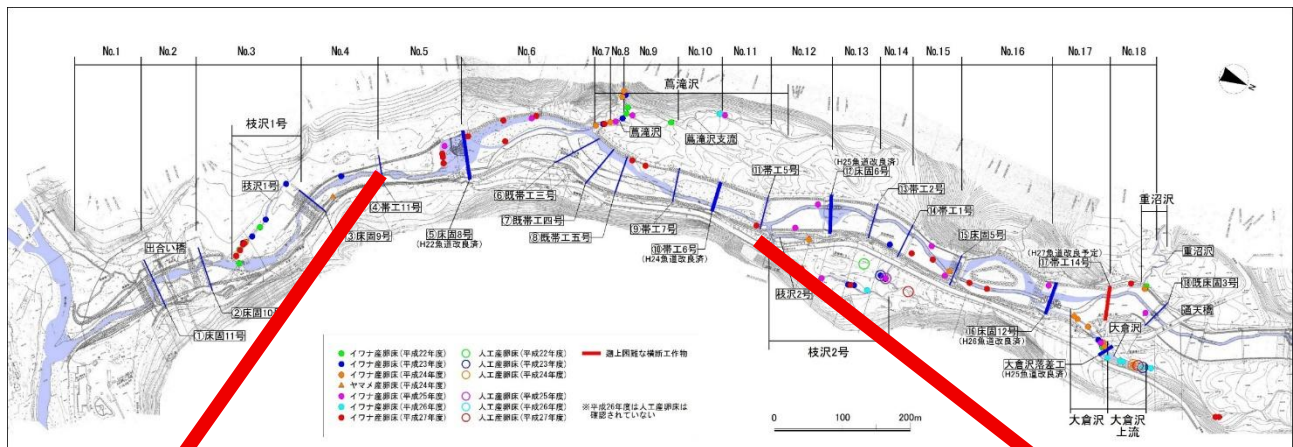 No.1 No.2 No.3 No.4 No.5 No.6 No.7 No.8 No.9 No.10 No.11 No.12 No.13 No.14 No.15 No.16 No.17 No.18
蔦滝沢
枝沢1号
蔦滝沢
蔦滝沢支流
枝沢1号
出合い橋
①床固11号
②床固10号
③床固9号
④帯工11号
⑤床固8号
(H22魚道改良済)
⑥既帯工三号
⑦既帯工四号
⑧既帯工五号
⑨帯工7号
⑩帯工6号
(H24魚道改良済)
⑪帯工5号
(H25魚道改良済)
⑫床固6号
⑬帯工2号
⑭帯工1号
⑮床固5号
枝沢2号
枝沢2号
⑯床固12号
(H26魚道改良済)
(H27魚道改良予定)
⑰帯工14号
重沼沢
重沼沢
⑱既床固3号
通天橋
大倉沢
大倉沢落差工
(H25魚道改良済)
大倉沢
大倉沢
上流
イワナ産卵床(平成22年度)
イワナ産卵床(平成23年度)
イワナ産卵床(平成24年度)
ヤマメ産卵床(平成24年度)
イワナ産卵床(平成25年度)
イワナ産卵床(平成26年度)
イワナ産卵床(平成27年度)
人工産卵床(平成22年度)
人工産卵床(平成23年度)
人工産卵床(平成24年度)
人工産卵床(平成25年度)
人工産卵床(平成26年度)
人工産卵床(平成27年度)
遡上困難な横断工作物
※平成26年度は人工産卵床は
確認されていない
0 100 200m
N